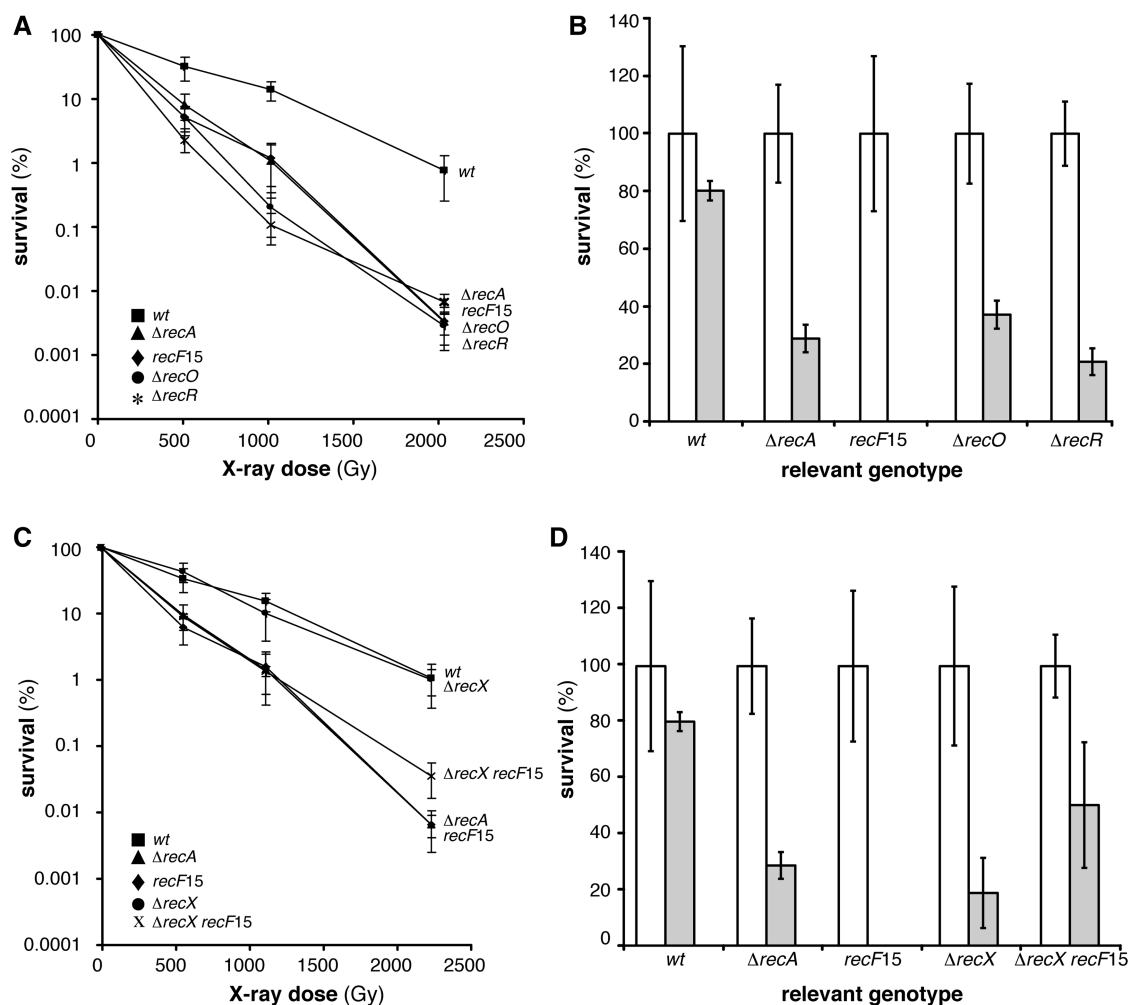 A
survival (%)
100
10
1
0.1
0.01
0.001
0.0001
wt
ΔrecA
recF15
ΔrecO
ΔrecR
wt
ΔrecA
recF15
ΔrecO
* ΔrecR
0 500 1000 1500 2000 2500
X-ray dose (Gy)
B
survival (%)
140
120
100
80
60
40
20
0
wt ΔrecA recF15 ΔrecO ΔrecR
relevant genotype
C
survival (%)
100
10
1
0.1
0.01
0.001
0.0001
wt
ΔrecX
ΔrecX recF15
ΔrecA
recF15
wt
ΔrecA
recF15
ΔrecX
X ΔrecX recF15
0 500 1000 1500 2000 2500
X-ray dose (Gy)
D
survival (%)
140
120
100
80
60
40
20
0
wt ΔrecA recF15 ΔrecX ΔrecX recF15
relevant genotype